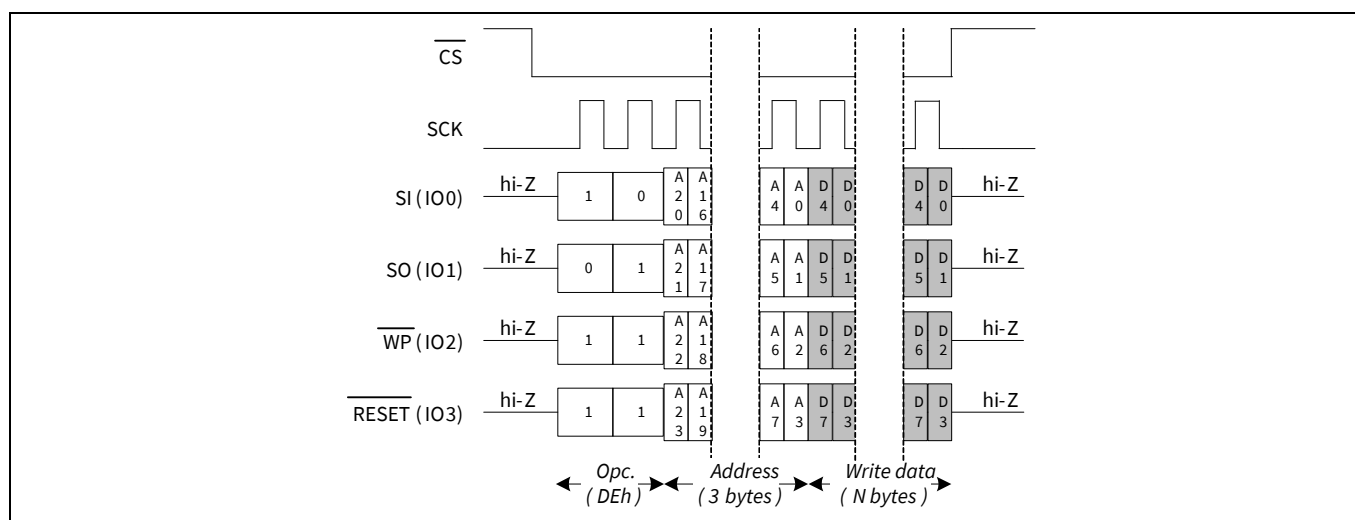 CS
SCK
SI (IO0) hi-Z 1 0 A20 A16 A4 A0 D4 D0 D4 D0 hi-Z
SO (IO1) hi-Z 0 1 A21 A17 A5 A1 D5 D1 D5 D1 hi-Z
WP (IO2) hi-Z 1 1 A22 A18 A6 A2 D6 D2 D6 D2 hi-Z
RESET (IO3) hi-Z 1 1 A23 A19 A7 A3 D7 D3 D7 D3 hi-Z
Opc. Address Write data
( DEh ) ( 3 bytes ) ( N bytes )